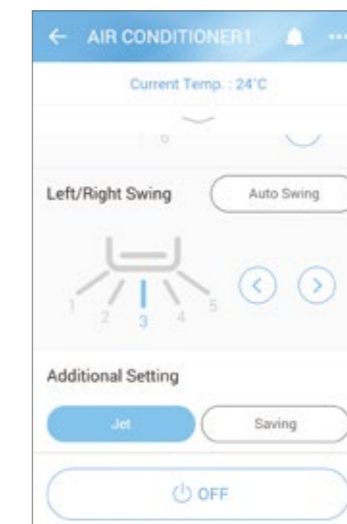 AIR CONDITIONER1
Current Temp. : 24°C
6
Left/Right Swing Auto Swing
1 2 3 4 5
Additional Setting
Jet Saving
OFF